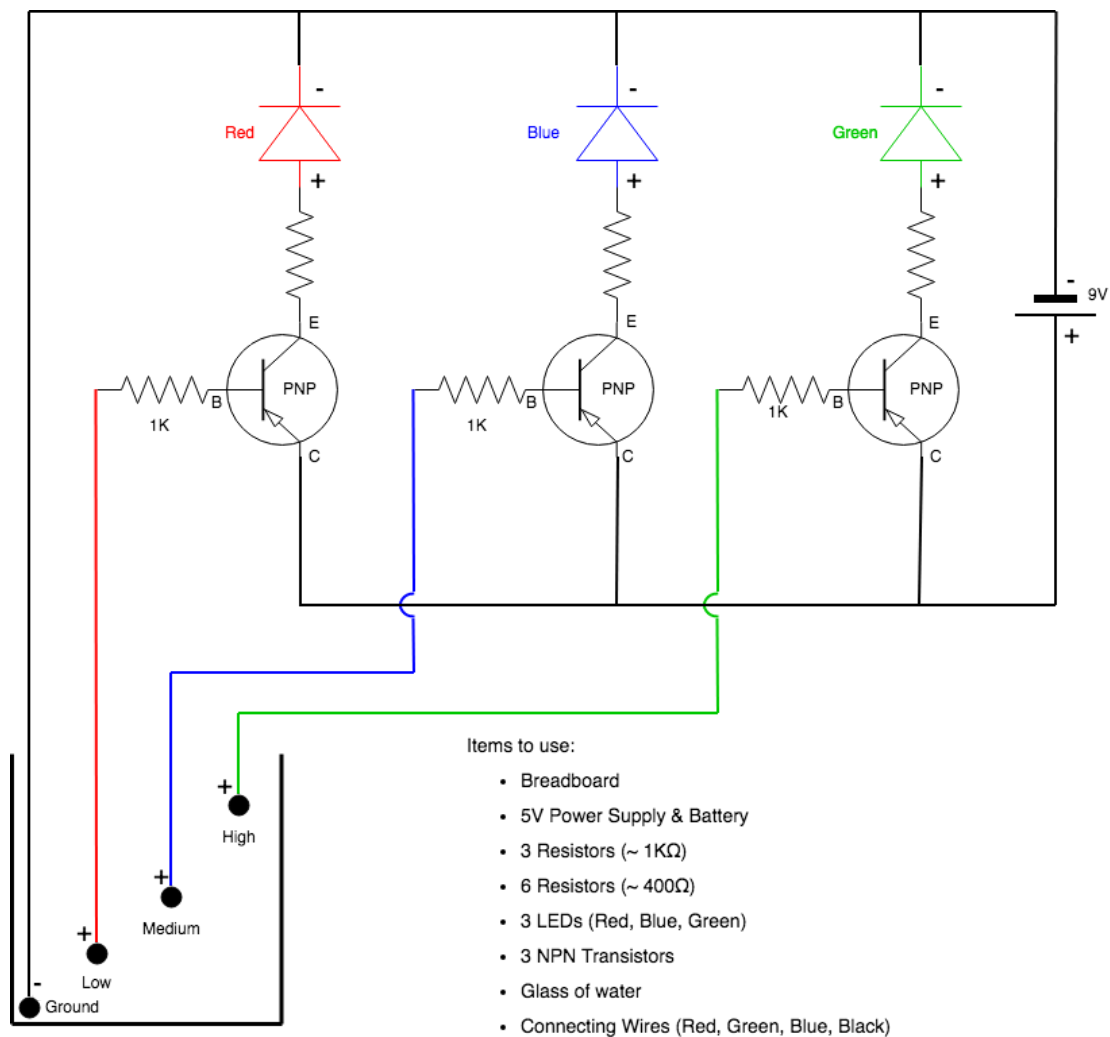 - - -
Red Blue Green
+ + +
- 9V
+
E E E
PNP PNP PNP
B B B
1K 1K 1K
C C C
Items to use:
• Breadboard
+
High
• 5V Power Supply & Battery
• 3 Resistors (~ 1KΩ)
+
Medium
• 6 Resistors (~ 400Ω)
• 3 LEDs (Red, Blue, Green)
+
Low
• 3 NPN Transistors
-
Ground
• Glass of water
• Connecting Wires (Red, Green, Blue, Black)